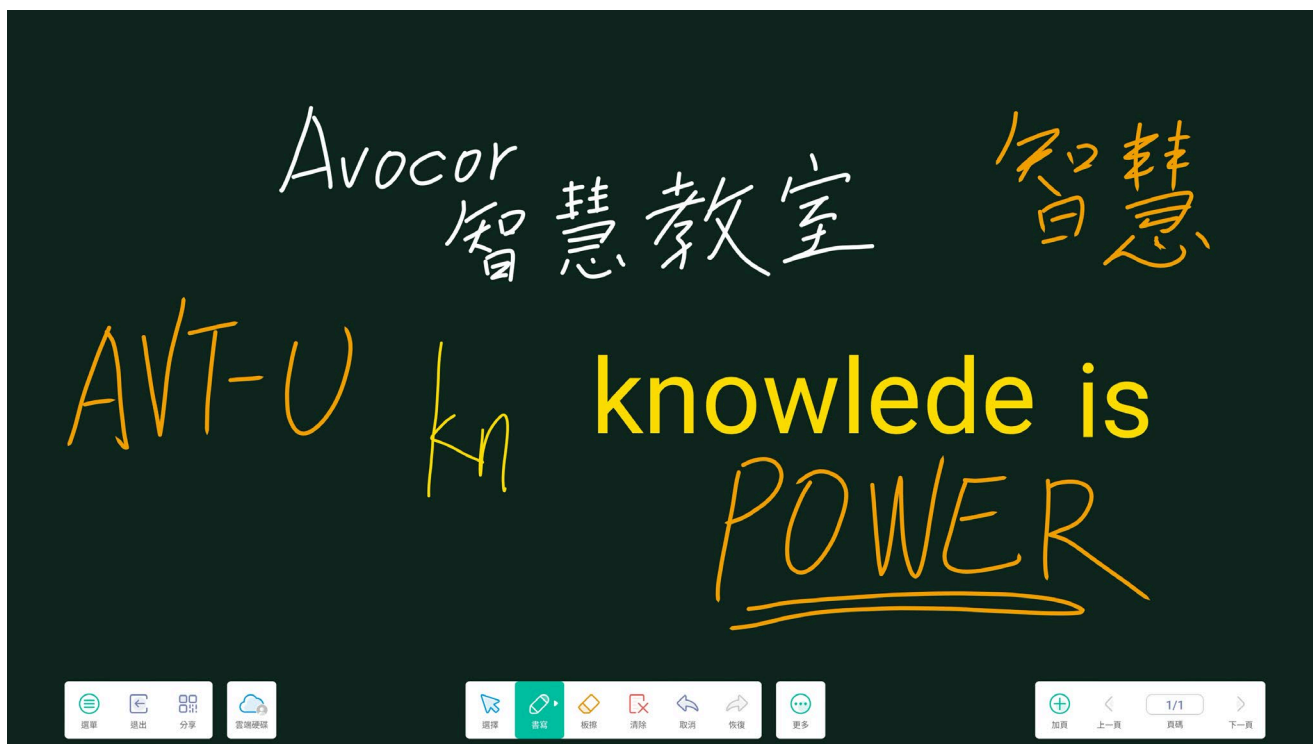 Avocor
智慧教室
智慧
AVT-U
kn
knowlede is
POWER
選單
退出
分享
雲端硬碟
選擇
書寫
板擦
清除
取消
恢復
更多
加頁
上一頁
1/1
頁碼
下一頁